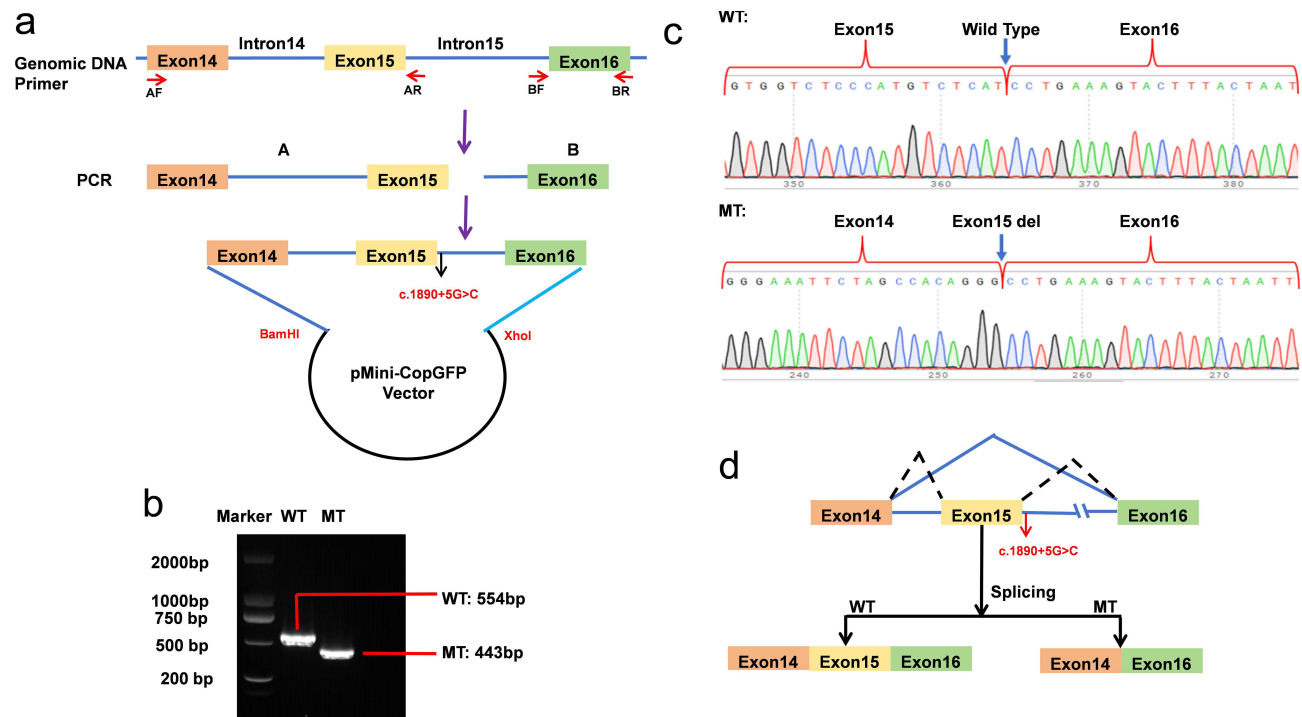 a
Exon14 Intron14 Exon15 Intron15 Exon16
Genomic DNA
Primer
AF AR BF BR
A B
PCR Exon14 Exon15 Exon16
Exon14 Exon15 Exon16
c.1890+5G>C
BamHI XhoI
pMini-CopGFP
Vector
b
Marker WT MT
2000bp
1000bp
750 bp
500 bp
200 bp
WT: 554bp
MT: 443bp
c
WT:
Exon15 Wild Type Exon16
GTGGTCTCCCATGTCTCATCCTGAAAGTACTTTACTAAT
350 360 370 380
MT:
Exon14 Exon15 del Exon16
GGGAAATTCTAGCCACAGGGCCTGAAAGTACTTTACTAATT
240 250 260 270
d
Exon14 Exon15 Exon16
c.1890+5G>C
Splicing
WT MT
Exon14 Exon15 Exon16 Exon14 Exon16